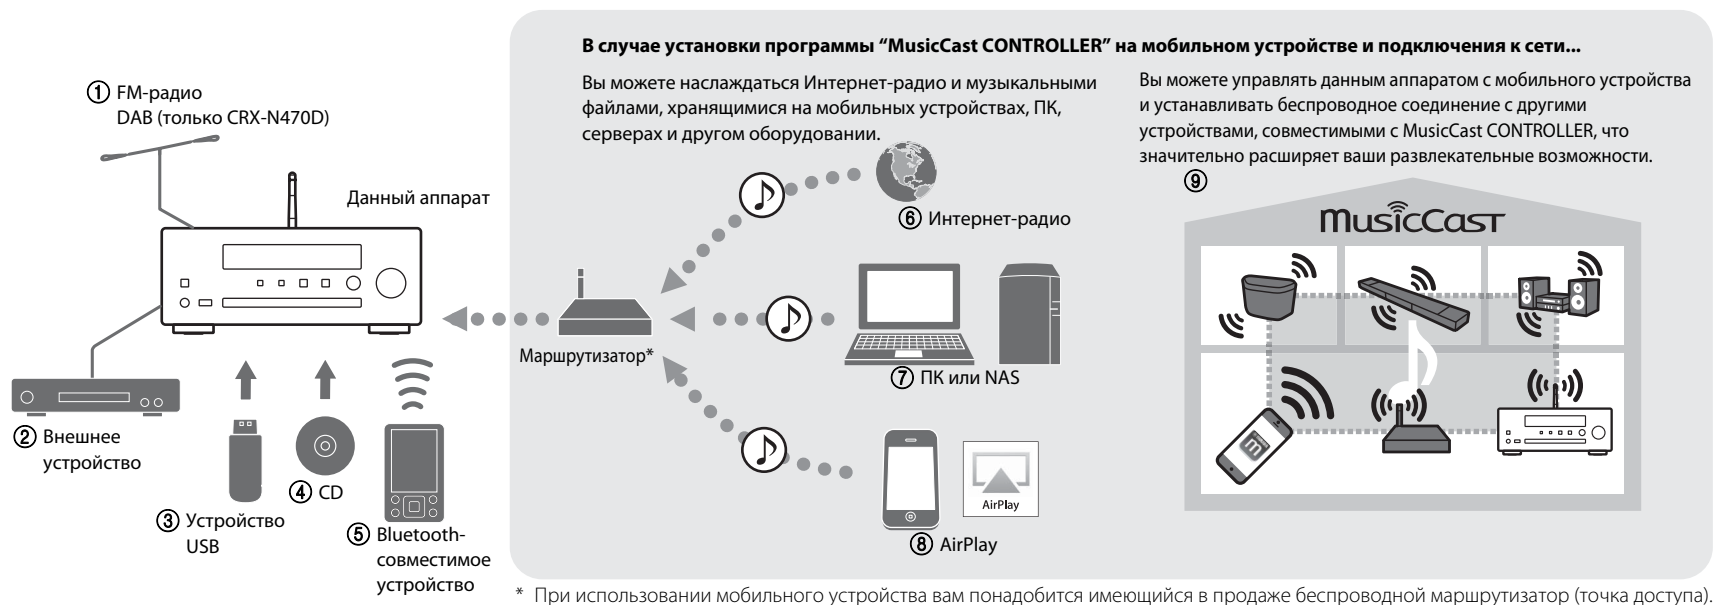 В случае установки программы “MusicCast CONTROLLER” на мобильном устройстве и подключения к сети...
Вы можете наслаждаться Интернет-радио и музыкальными
файлами, хранящимися на мобильных устройствах, ПК,
серверах и другом оборудовании.
Вы можете управлять данным аппаратом с мобильного устройства
и устанавливать беспроводное соединение с другими
устройствами, совместимыми с MusicCast CONTROLLER, что
значительно расширяет ваши развлекательные возможности.
① FM-радио
DAB (только CRX-N470D)
Данный аппарат
② Внешнее
устройство
③ Устройство
USB
④ CD
⑤ Bluetooth-
совместимое
устройство
Маршрутизатор*
⑥ Интернет-радио
⑦ ПК или NAS
AirPlay
⑧ AirPlay
⑨
MusicCast
* При использовании мобильного устройства вам понадобится имеющийся в продаже беспроводной маршрутизатор (точка доступа).